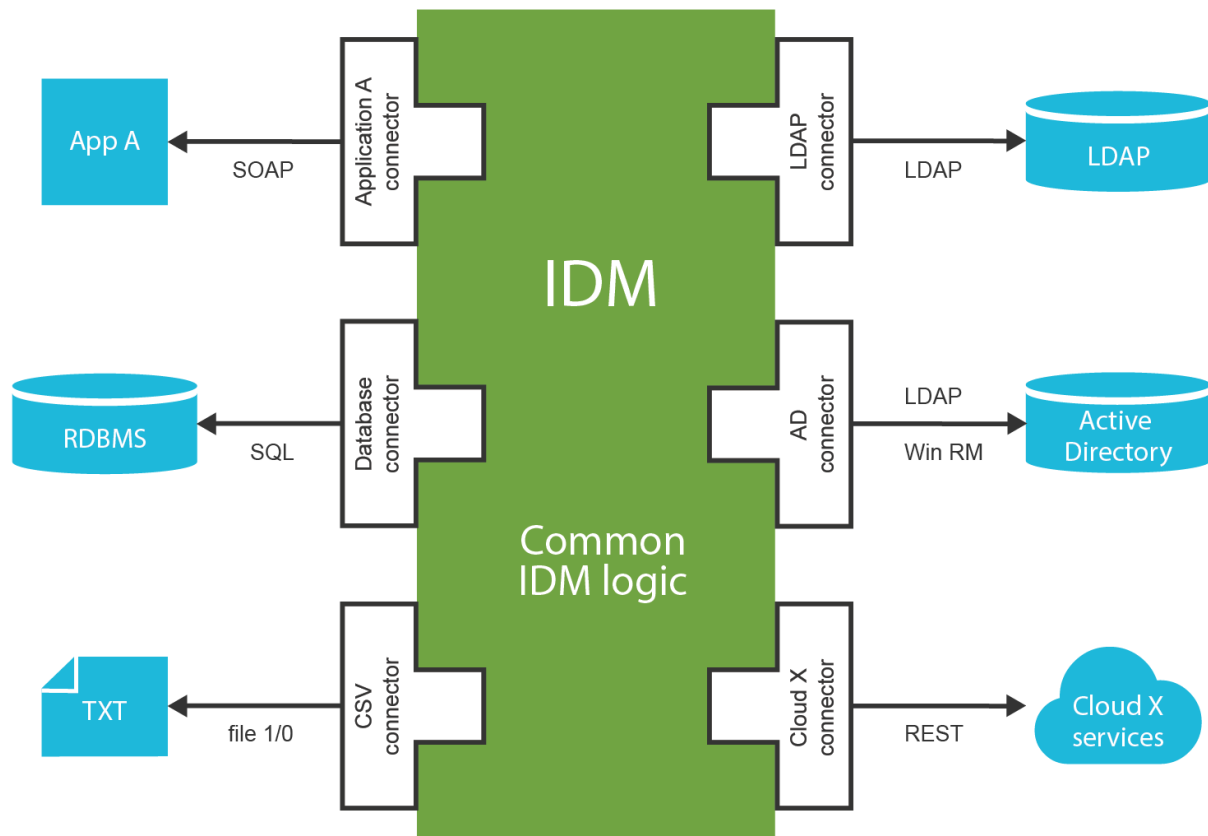 App A
SOAP
Application A
connector
LDAP
connector
LDAP
LDAP
IDM
RDBMS
SQL
Database
connector
AD
connector
LDAP
Win RM
Active
Directory
Common
IDM logic
TXT
file 1/0
CSV
connector
Cloud X
connector
REST
Cloud X
services